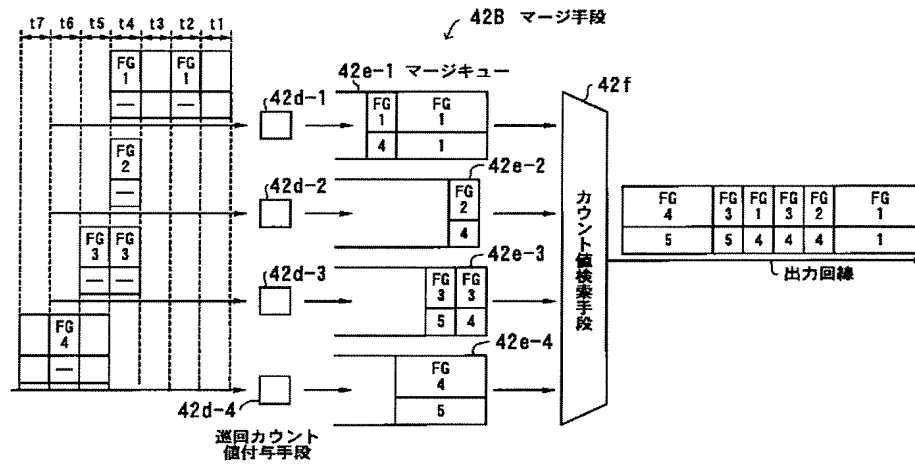 42B マージ手段
t7 t6 t5 t4 t3 t2 t1
FG 1 FG 1
— —
42d-1
42e-1 マージキュー
FG 1 FG 1
4 1
42f
FG 2
—
42d-2
42e-2
FG 2
4
FG 3 FG 3
— —
42d-3
42e-3
FG 3 FG 3
5 4
FG 4
—
42d-4
巡回カウント
値付与手段
42e-4
FG 4
5
カウント値検索手段
FG 4 FG 3 FG 1 FG 3 FG 2 FG 1
5 5 4 4 4 1
出力回線